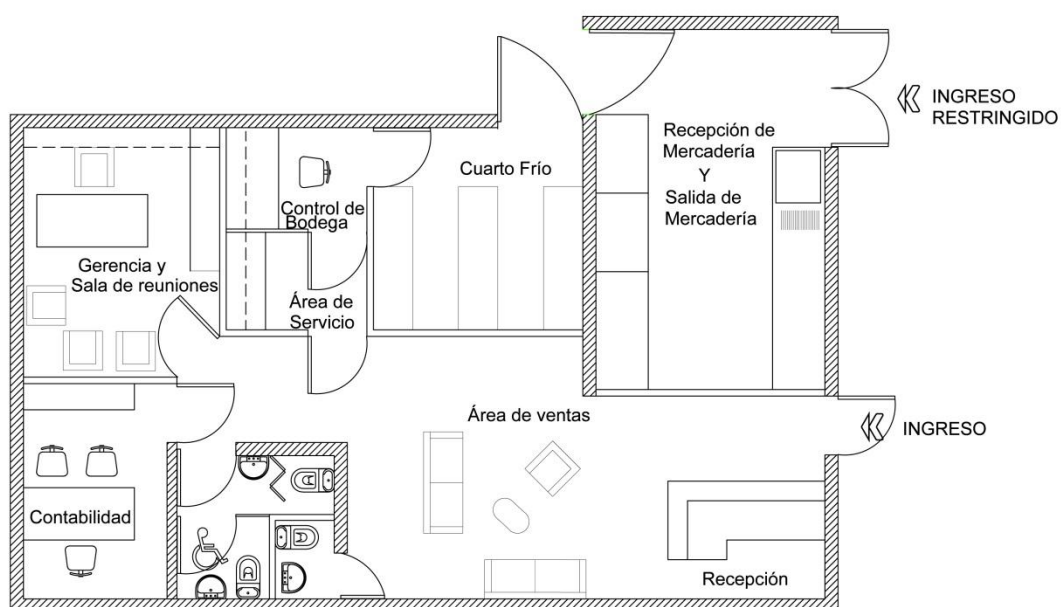 INGRESO
RESTRINGIDO
Recepción de
Mercadería
Y
Salida de
Mercadería
Cuarto Frío
Control de
Bodega
Gerencia y
Sala de reuniones
Área de
Servicio
Área de ventas
INGRESO
Contabilidad
Recepción